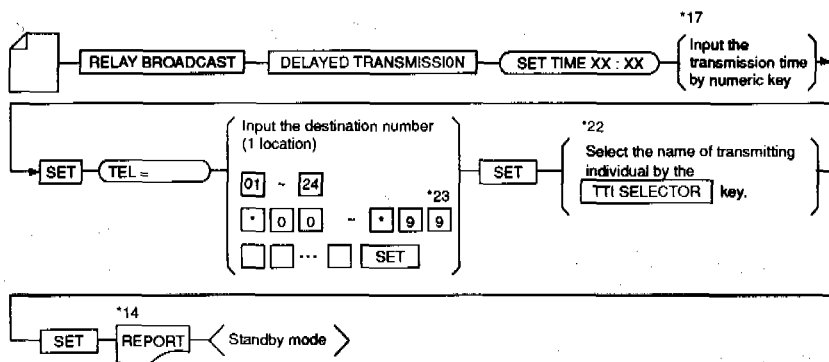 *17
RELAY BROADCAST DELAYED TRANSMISSION SET TIME XX : XX Input the
transmission time
by numeric key
*22
SET TEL = Input the destination number
(1 location)
01 ~ 24
*23
* 0 0 ~ * 9 9
... SET
SET Select the name of transmitting
individual by the
TTI SELECTOR key.
*14
SET REPORT Standby mode